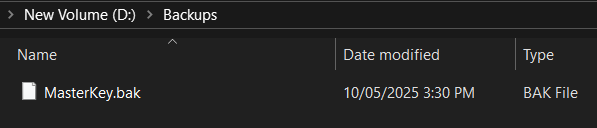 New Volume (D:) > Backups
Name Date modified Type
MasterKey.bak 10/05/2025 3:30 PM BAK File